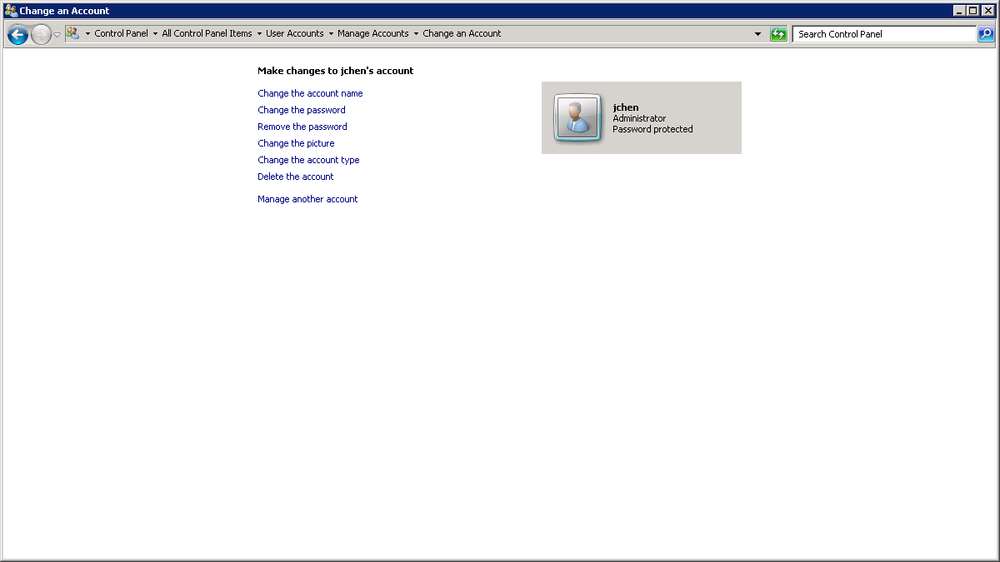 Change an Account
Control Panel All Control Panel Items User Accounts Manage Accounts Change an Account
Search Control Panel
Make changes to jchen's account
Change the account name
Change the password
Remove the password
Change the picture
Change the account type
Delete the account
Manage another account
jchen
Administrator
Password protected